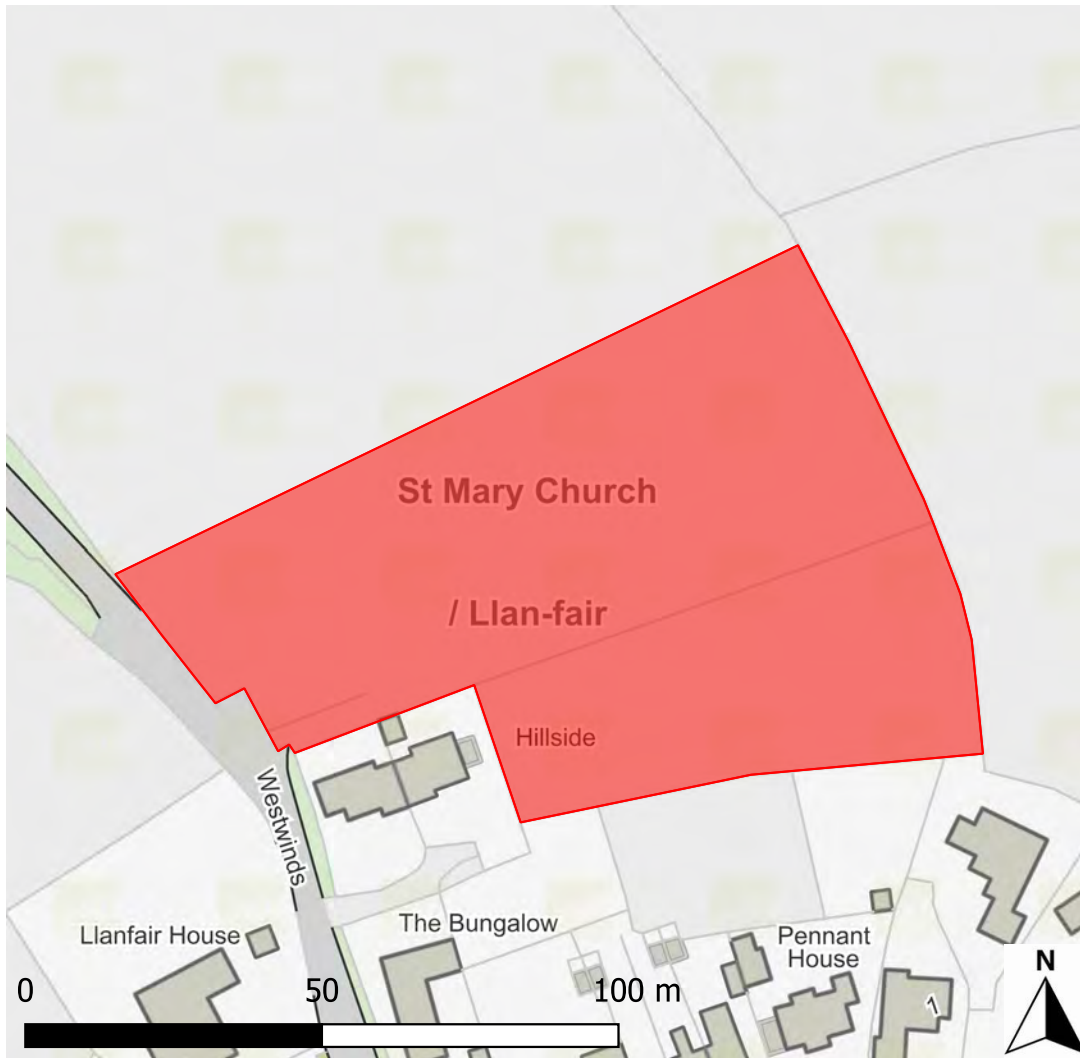 St Mary Church
/ Llan-fair
Hillside
Westwinds
Llanfair House
The Bungalow
Pennant
House
1
N
0 50 100 m